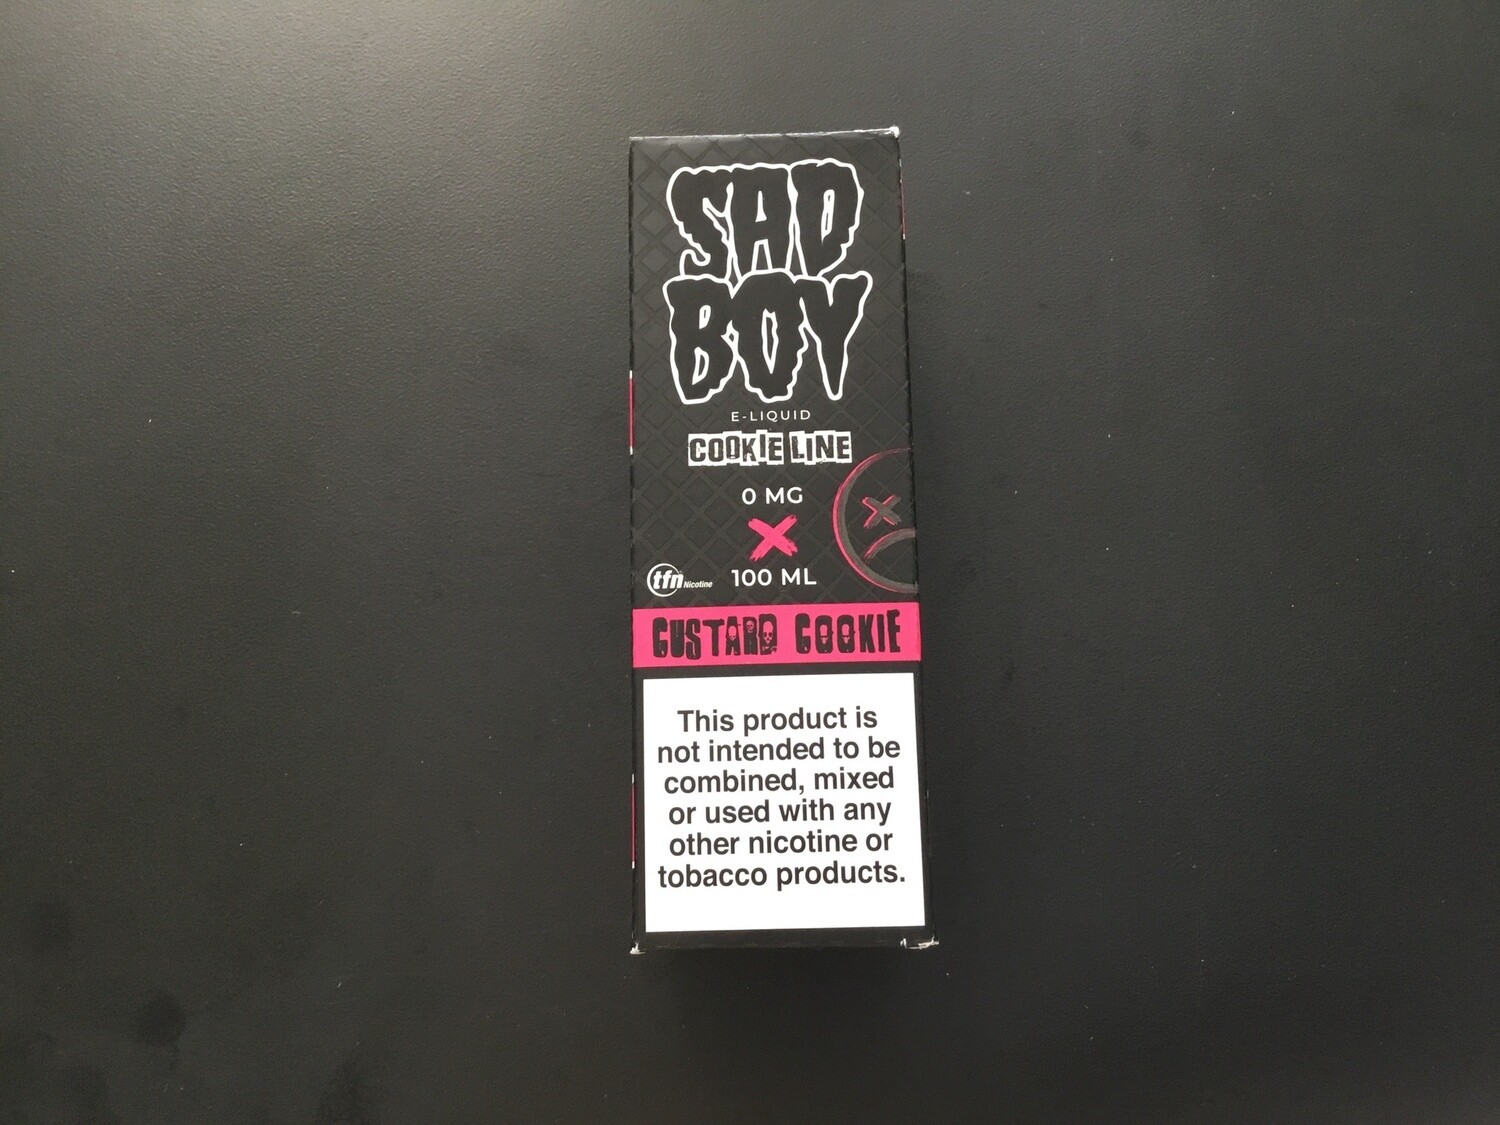 SAD
BOY
E-LIQUID
COOKIE LINE
0 MG
tfn Nicotine
100 ML
CUSTARD COOKIE
This product is
not intended to be
combined, mixed
or used with any
other nicotine or
tobacco products.